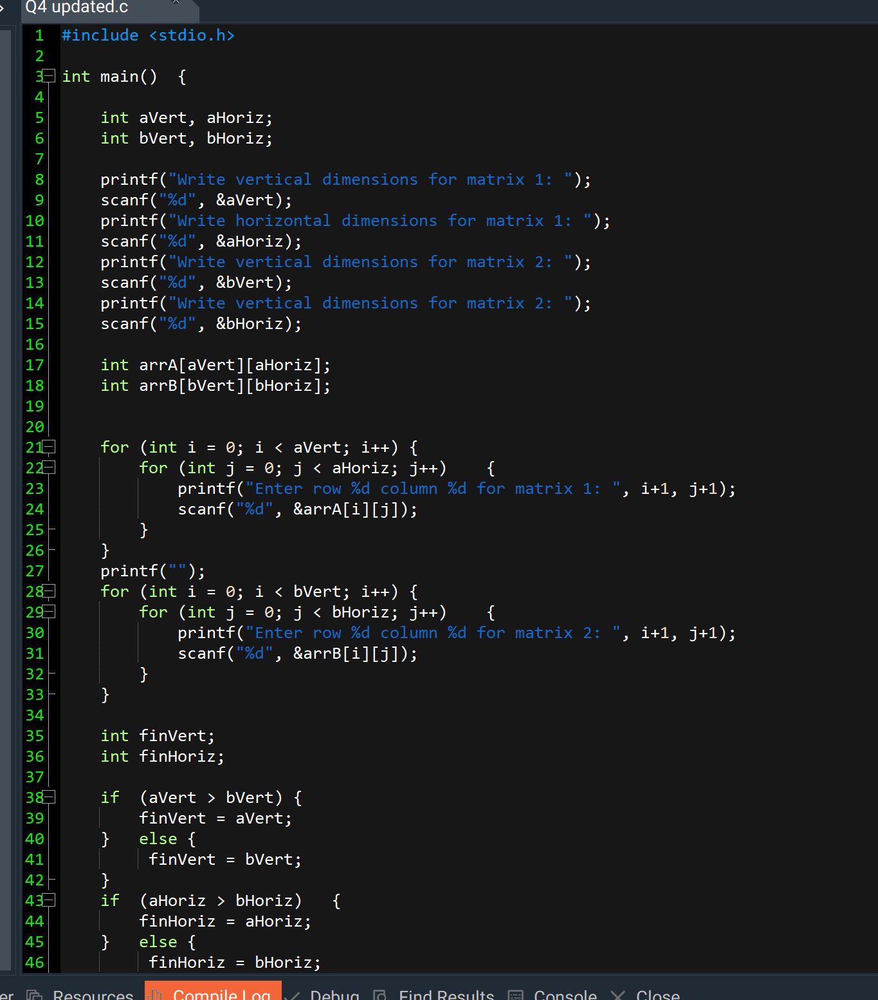 Q4 updated.c
1 #include <stdio.h>
2
3 int main()  {
4
5     int aVert, aHoriz;
6     int bVert, bHoriz;
7
8     printf("Write vertical dimensions for matrix 1: ");
9     scanf("%d", &aVert);
10     printf("Write horizontal dimensions for matrix 1: ");
11     scanf("%d", &aHoriz);
12     printf("Write vertical dimensions for matrix 2: ");
13     scanf("%d", &bVert);
14     printf("Write vertical dimensions for matrix 2: ");
15     scanf("%d", &bHoriz);
16
17     int arrA[aVert][aHoriz];
18     int arrB[bVert][bHoriz];
19
20
21     for (int i = 0; i < aVert; i++) {
22         for (int j = 0; j < aHoriz; j++)    {
23             printf("Enter row %d column %d for matrix 1: ", i+1, j+1);
24             scanf("%d", &arrA[i][j]);
25         }
26     }
27     printf("");
28     for (int i = 0; i < bVert; i++) {
29         for (int j = 0; j < bHoriz; j++)    {
30             printf("Enter row %d column %d for matrix 2: ", i+1, j+1);
31             scanf("%d", &arrB[i][j]);
32         }
33     }
34
35     int finVert;
36     int finHoriz;
37
38     if  (aVert > bVert) {
39         finVert = aVert;
40     }   else {
41          finVert = bVert;
42     }
43     if  (aHoriz > bHoriz)   {
44         finHoriz = aHoriz;
45     }   else {
46          finHoriz = bHoriz;
er Resources Compile Log Debug Find Results Console Close